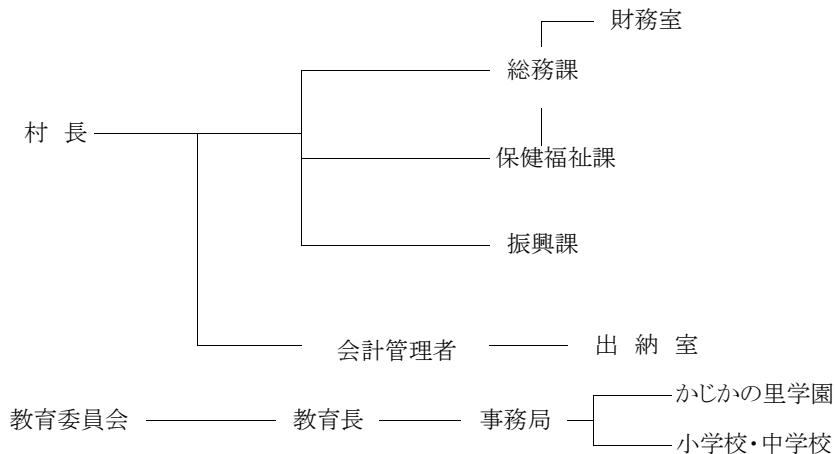 財務室
総務課
村 長
保健福祉課
振興課
会計管理者
出 納 室
かじかの里学園
教育委員会
教育長
事務局
小学校・中学校